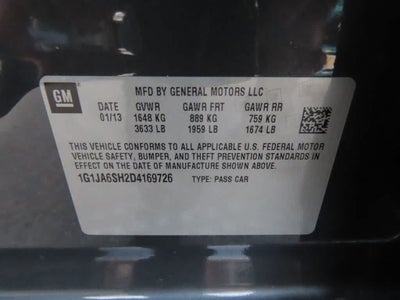 GM
MFD BY GENERAL MOTORS LLC
DATE GVWR GAWR FRT GAWR RR
01/13 1648 KG 889 KG 759 KG
3633 LB 1959 LB 1674 LB
THIS VEHICLE CONFORMS TO ALL APPLICABLE U.S. FEDERAL MOTOR
VEHICLE SAFETY, BUMPER, AND THEFT PREVENTION STANDARDS IN
EFFECT ON THE DATE OF MANUFACTURE SHOWN ABOVE.
1G1JA6SH2D4169726 TYPE: PASS CAR